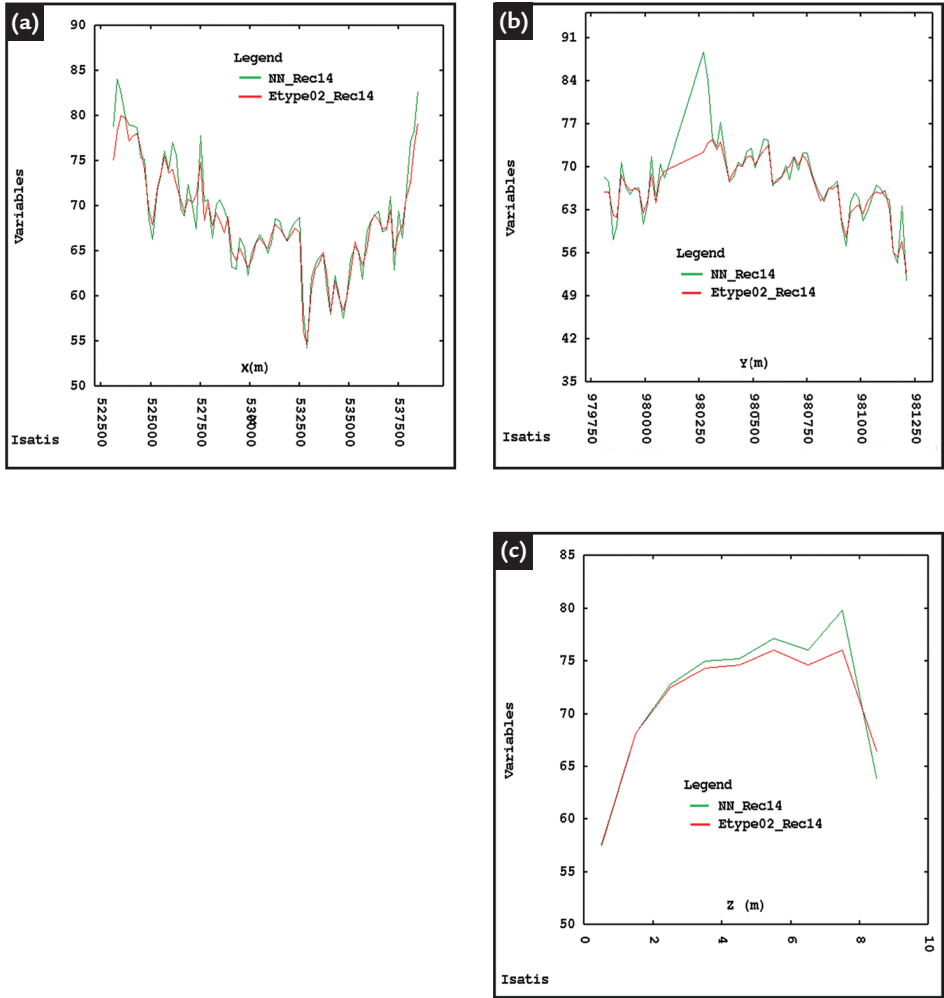 (a)
90
85
80
75
70
65
60
55
50
Variables
Legend
NN_Rec14
Etype02_Rec14
X(m)
522500
525000
527500
530000
532500
535000
537500
Isatis
(b)
91
84
77
70
63
56
49
42
35
Variables
Legend
NN_Rec14
Etype02_Rec14
Y(m)
979750
980000
980250
980500
980750
981000
981250
Isatis
(c)
85
80
75
70
65
60
55
50
Variables
Legend
NN_Rec14
Etype02_Rec14
Z (m)
0
2
4
6
8
10
Isatis